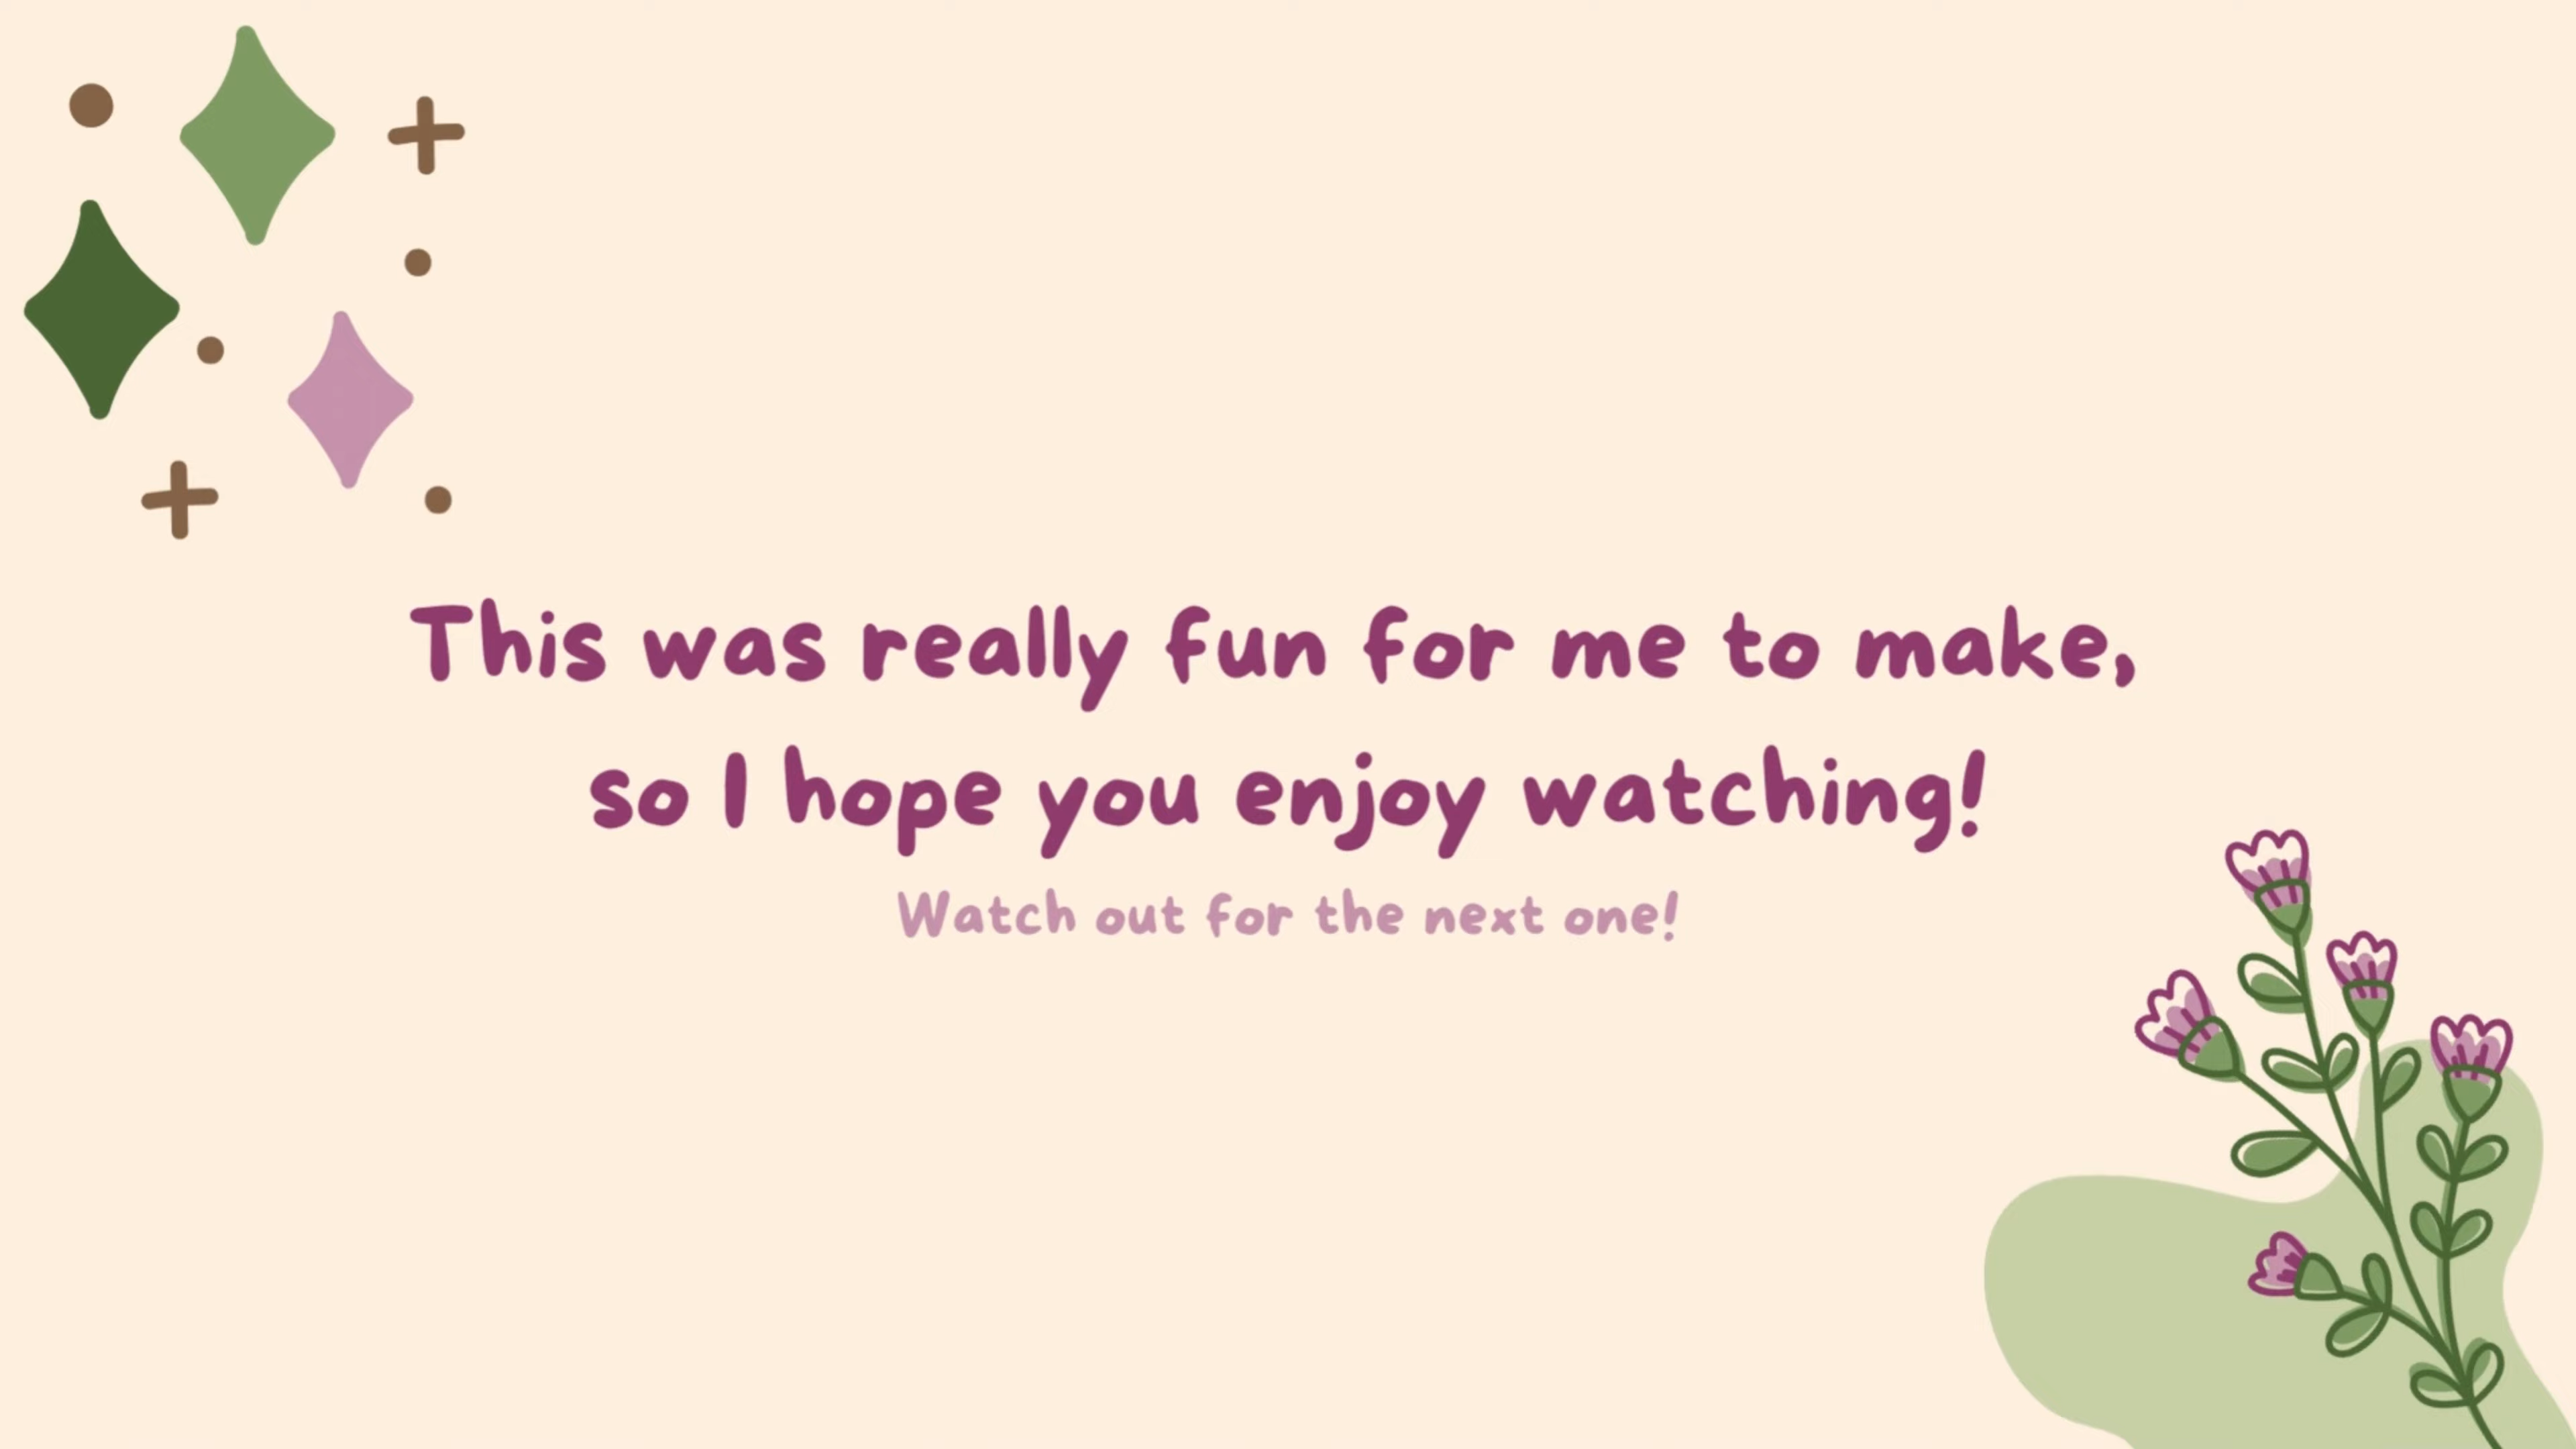 This was really fun for me to make,
so I hope you enjoy watching!
Watch out for the next one!